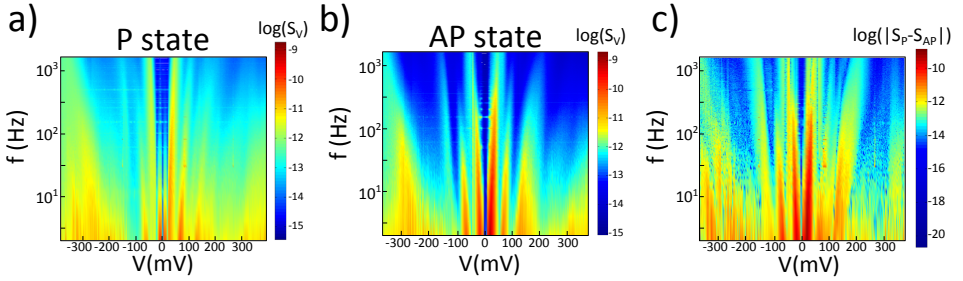 a) P state log(S_V)
10^3
10^2
10^1
f (Hz)
-300 -200 -100 0 100 200 300
V(mV)
-9
-10
-11
-12
-13
-14
-15
b) AP state log(S_V)
10^3
10^2
10^1
f (Hz)
-300 -200 -100 0 100 200 300
V(mV)
-9
-10
-11
-12
-13
-14
-15
c) log(|S_P-S_AP|)
10^3
10^2
10^1
f (Hz)
-300 -200 -100 0 100 200 300
V(mV)
-10
-12
-14
-16
-18
-20